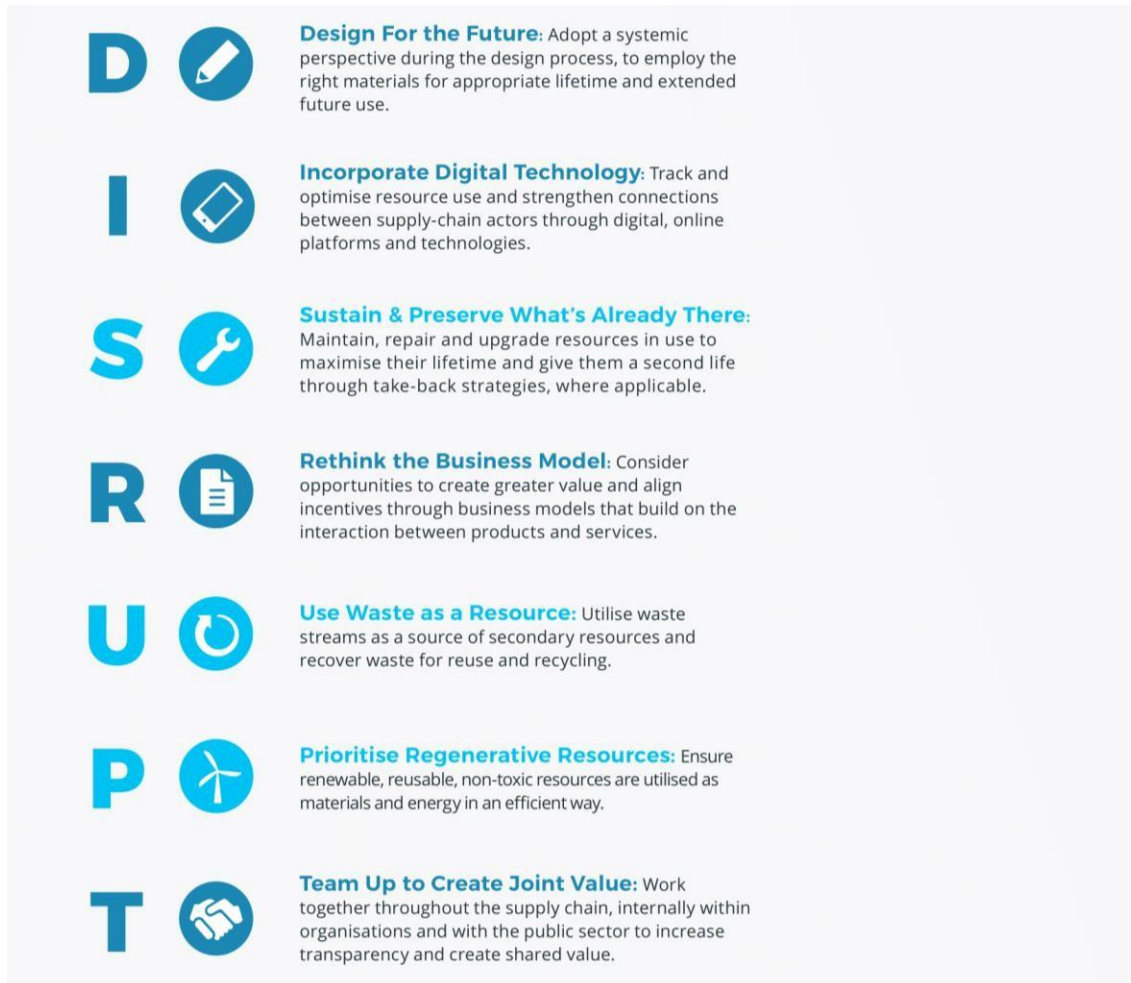 D
Design For the Future: Adopt a systemic
perspective during the design process, to employ the
right materials for appropriate lifetime and extended
future use.
I
Incorporate Digital Technology: Track and
optimise resource use and strengthen connections
between supply-chain actors through digital, online
platforms and technologies.
S
Sustain & Preserve What's Already There:
Maintain, repair and upgrade resources in use to
maximise their lifetime and give them a second life
through take-back strategies, where applicable.
R
Rethink the Business Model: Consider
opportunities to create greater value and align
incentives through business models that build on the
interaction between products and services.
U
Use Waste as a Resource: Utilise waste
streams as a source of secondary resources and
recover waste for reuse and recycling.
P
Prioritise Regenerative Resources: Ensure
renewable, reusable, non-toxic resources are utilised as
materials and energy in an efficient way.
T
Team Up to Create Joint Value: Work
together throughout the supply chain, internally within
organisations and with the public sector to increase
transparency and create shared value.